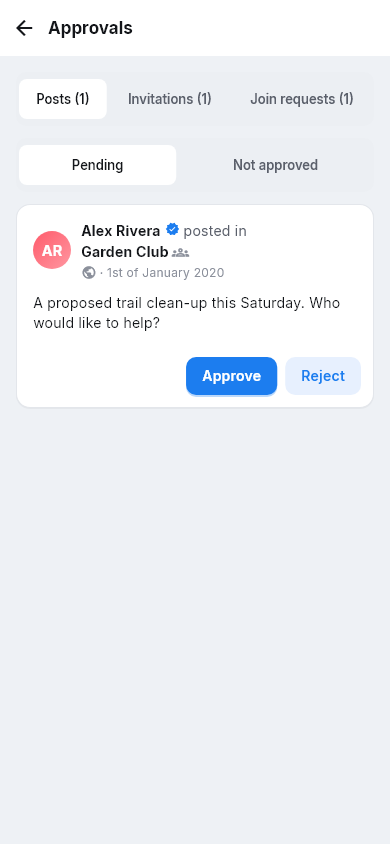 Approvals
Posts (1) Invitations (1) Join requests (1)
Pending Not approved
AR
Alex Rivera posted in
Garden Club
· 1st of January 2020
A proposed trail clean-up this Saturday. Who
would like to help?
Approve Reject